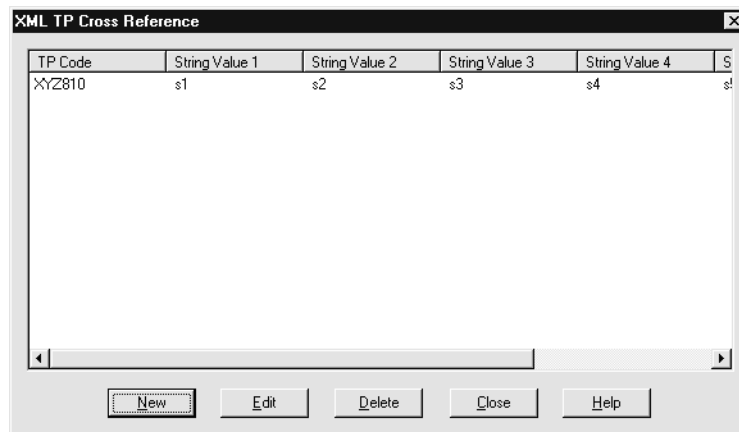 XML TP Cross Reference
TP Code String Value 1 String Value 2 String Value 3 String Value 4 S
XYZ810 s1 s2 s3 s4
New Edit Delete Close Help